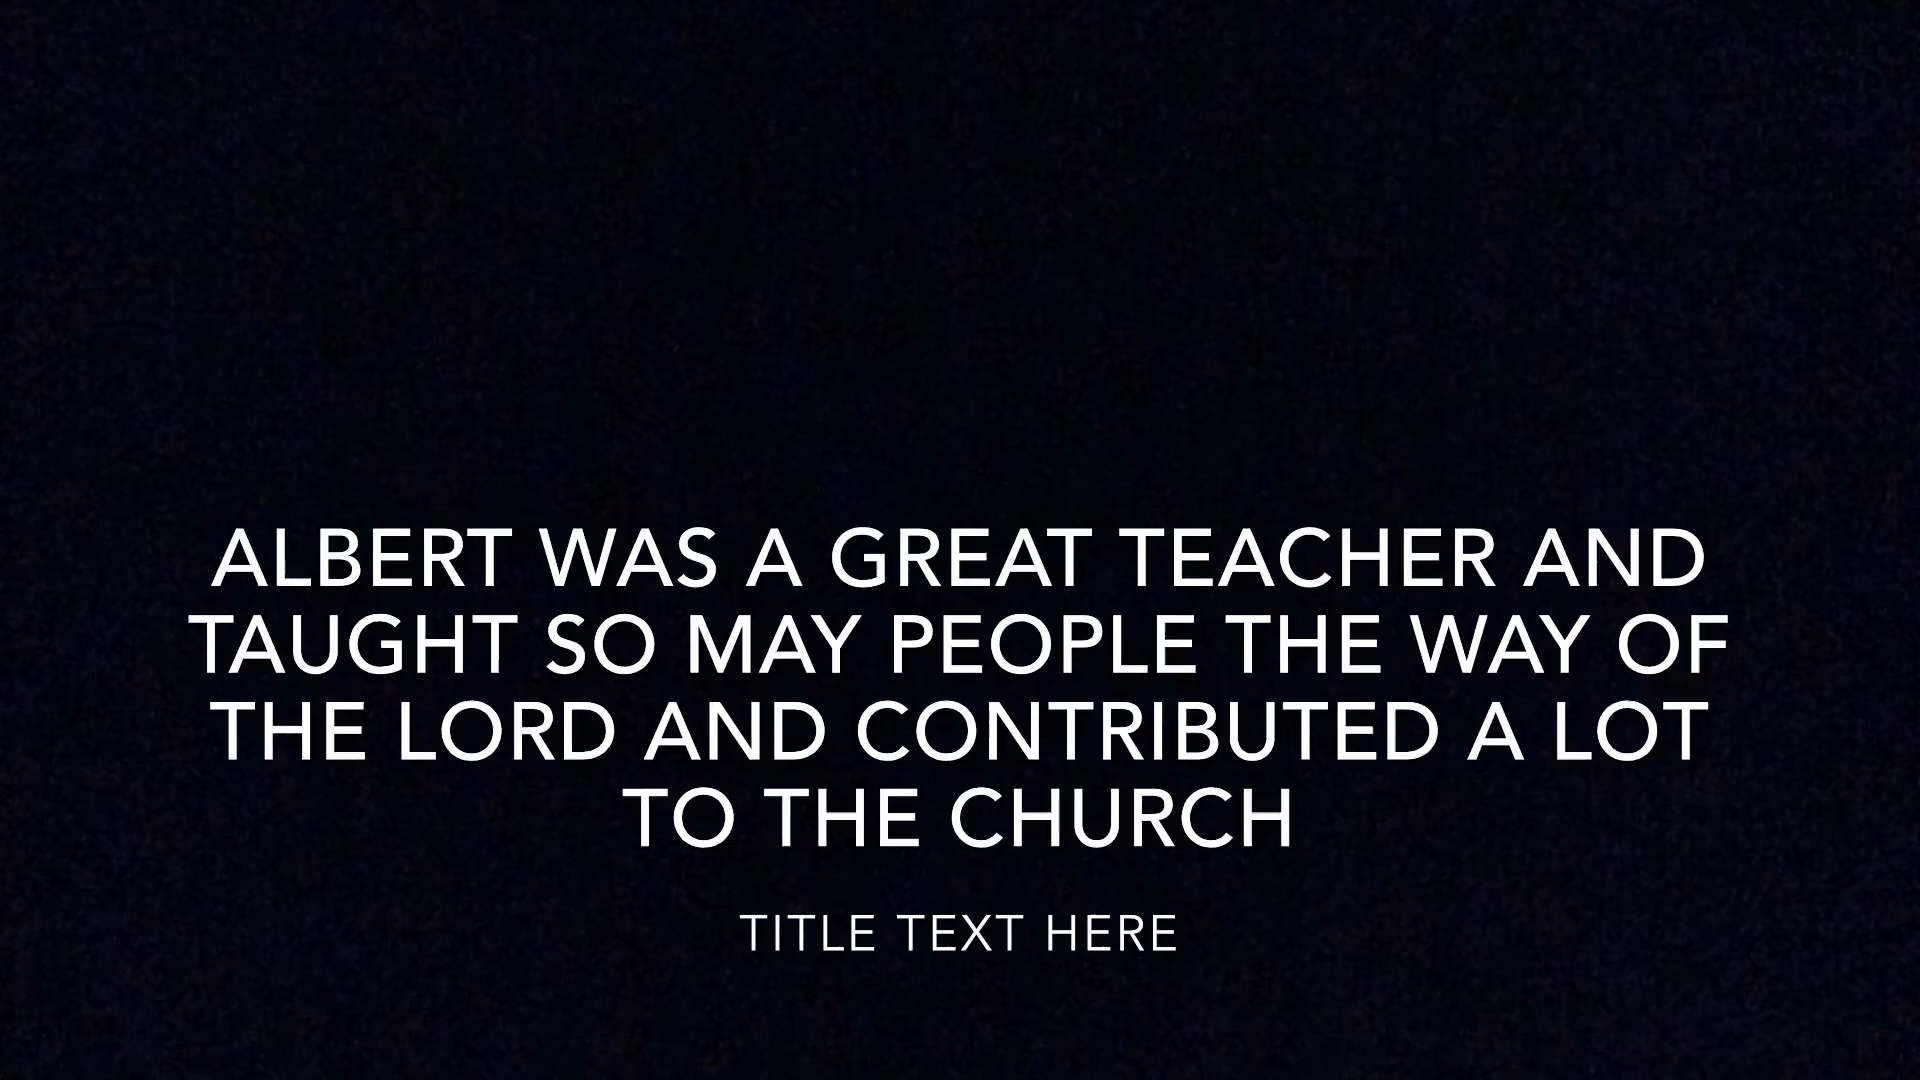 ALBERT WAS A GREAT TEACHER AND
TAUGHT SO MAY PEOPLE THE WAY OF
THE LORD AND CONTRIBUTED A LOT
TO THE CHURCH
TITLE TEXT HERE